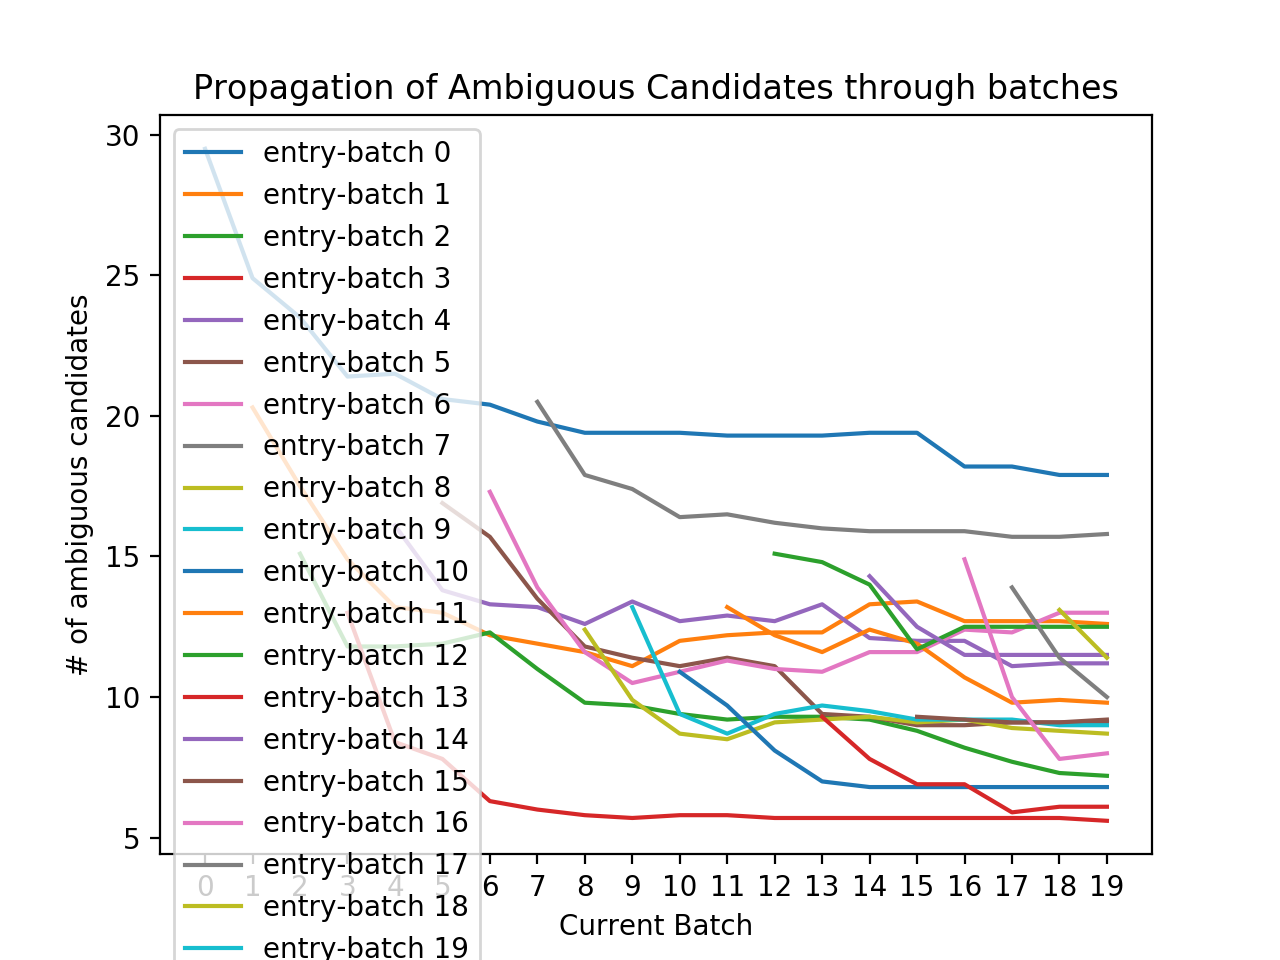 Propagation of Ambiguous Candidates through batches
30
25
20
15
10
5
# of ambiguous candidates
entry-batch 0
entry-batch 1
entry-batch 2
entry-batch 3
entry-batch 4
entry-batch 5
entry-batch 6
entry-batch 7
entry-batch 8
entry-batch 9
entry-batch 10
entry-batch 11
entry-batch 12
entry-batch 13
entry-batch 14
entry-batch 15
entry-batch 16
entry-batch 17
entry-batch 18
entry-batch 19
0 1 2 3 4 5 6 7 8 9 10 11 12 13 14 15 16 17 18 19
Current Batch